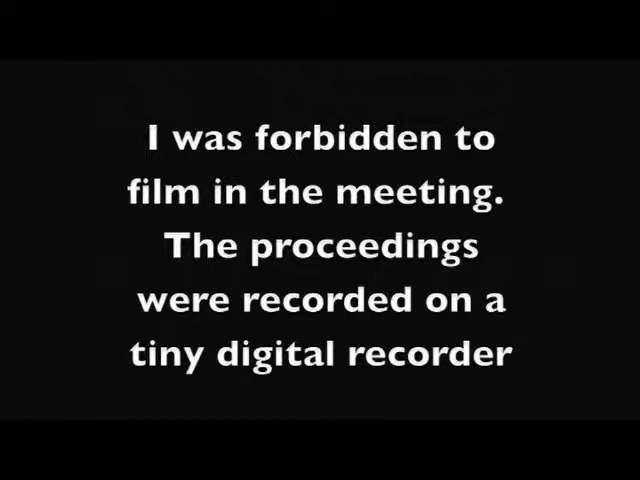 I was forbidden to
film in the meeting.
The proceedings
were recorded on a
tiny digital recorder